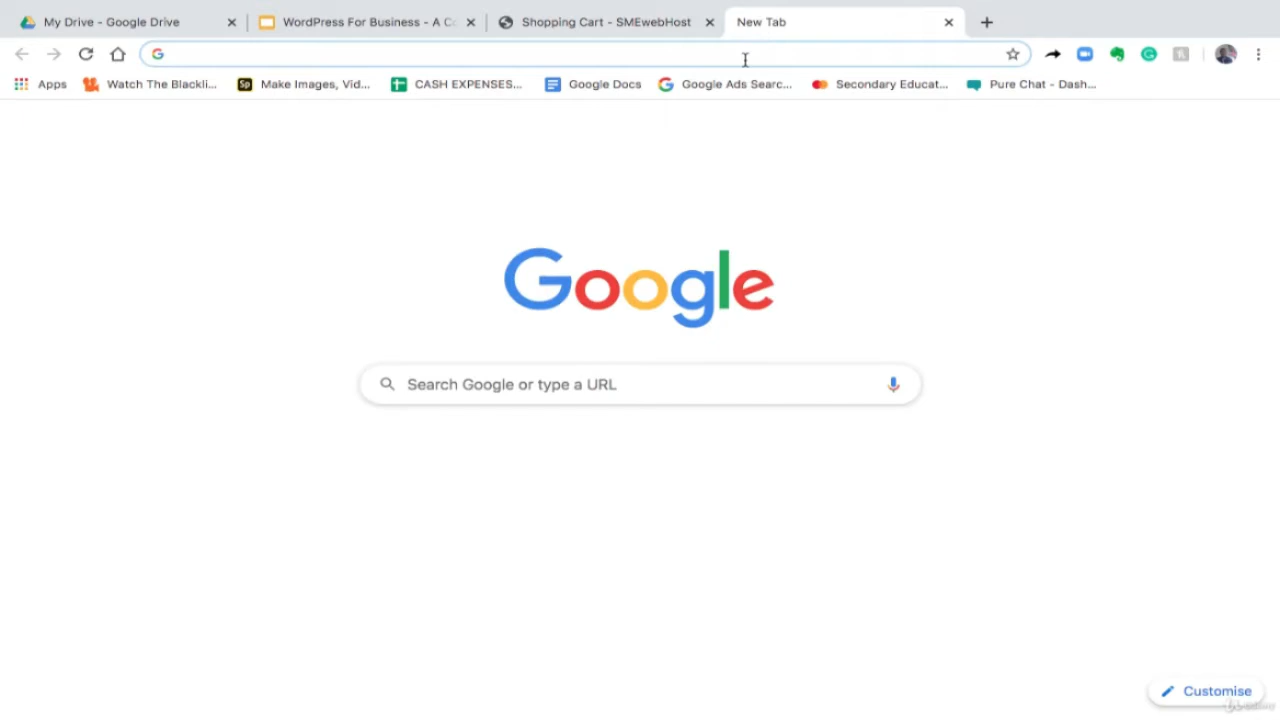 My Drive - Google Drive
WordPress For Business - A Co
Shopping Cart - SMEwebHost
New Tab
Apps
Watch The Blackli...
Sp
Make Images, Vid...
CASH EXPENSES...
Google Docs
Google Ads Searc...
Secondary Educat...
Pure Chat - Dash...
Google
Search Google or type a URL
Customise